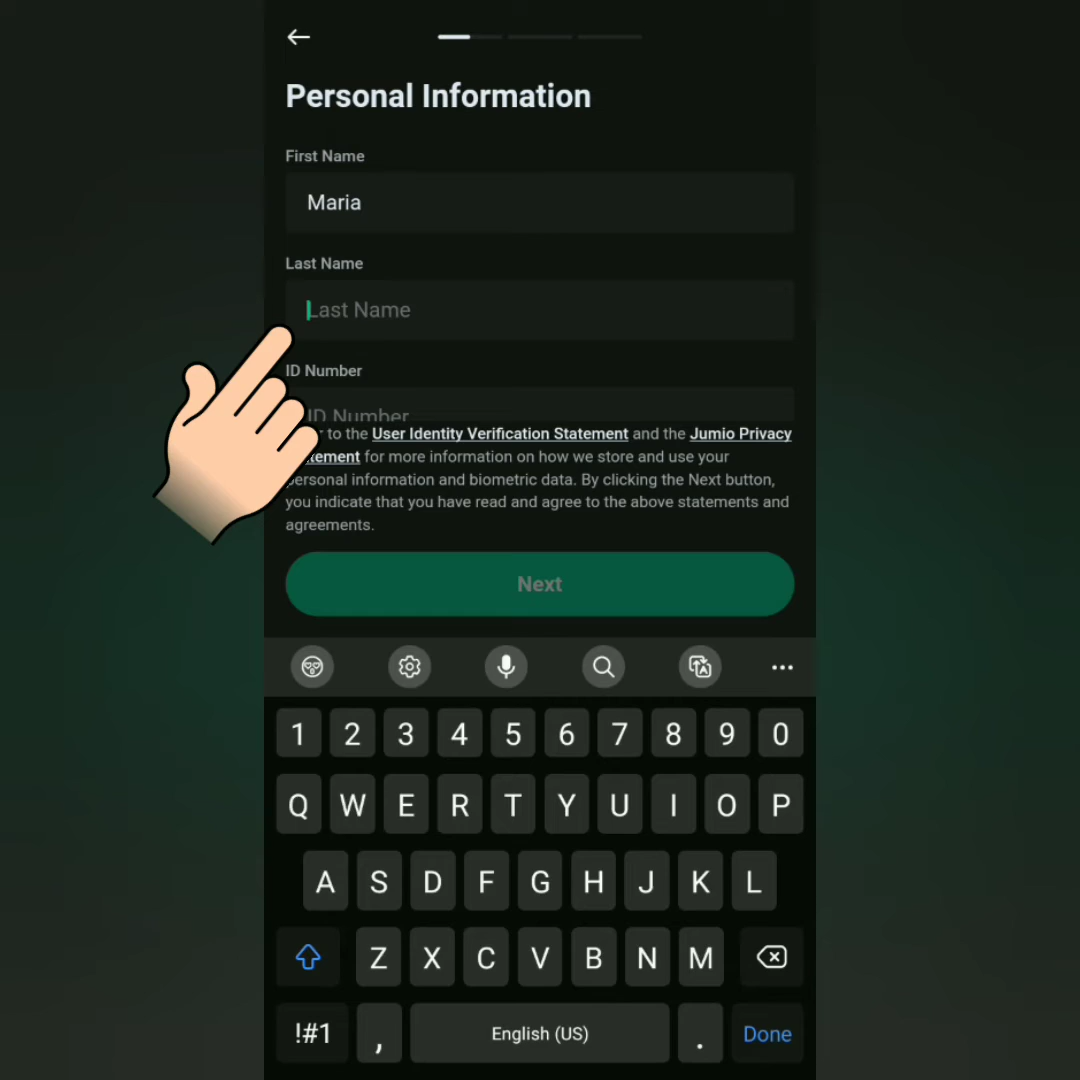 Personal Information
First Name
Maria
Last Name
Last Name
ID Number
ID Number
to the User Identity Verification Statement and the Jumio Privacy
for more information on how we store and use your
personal information and biometric data. By clicking the Next button,
you indicate that you have read and agree to the above statements and
agreements.
Next
1 2 3 4 5 6 7 8 9 0
Q W E R T Y U I O P
A S D F G H J K L
Z X C V B N M
!#1 , English (US) . Done